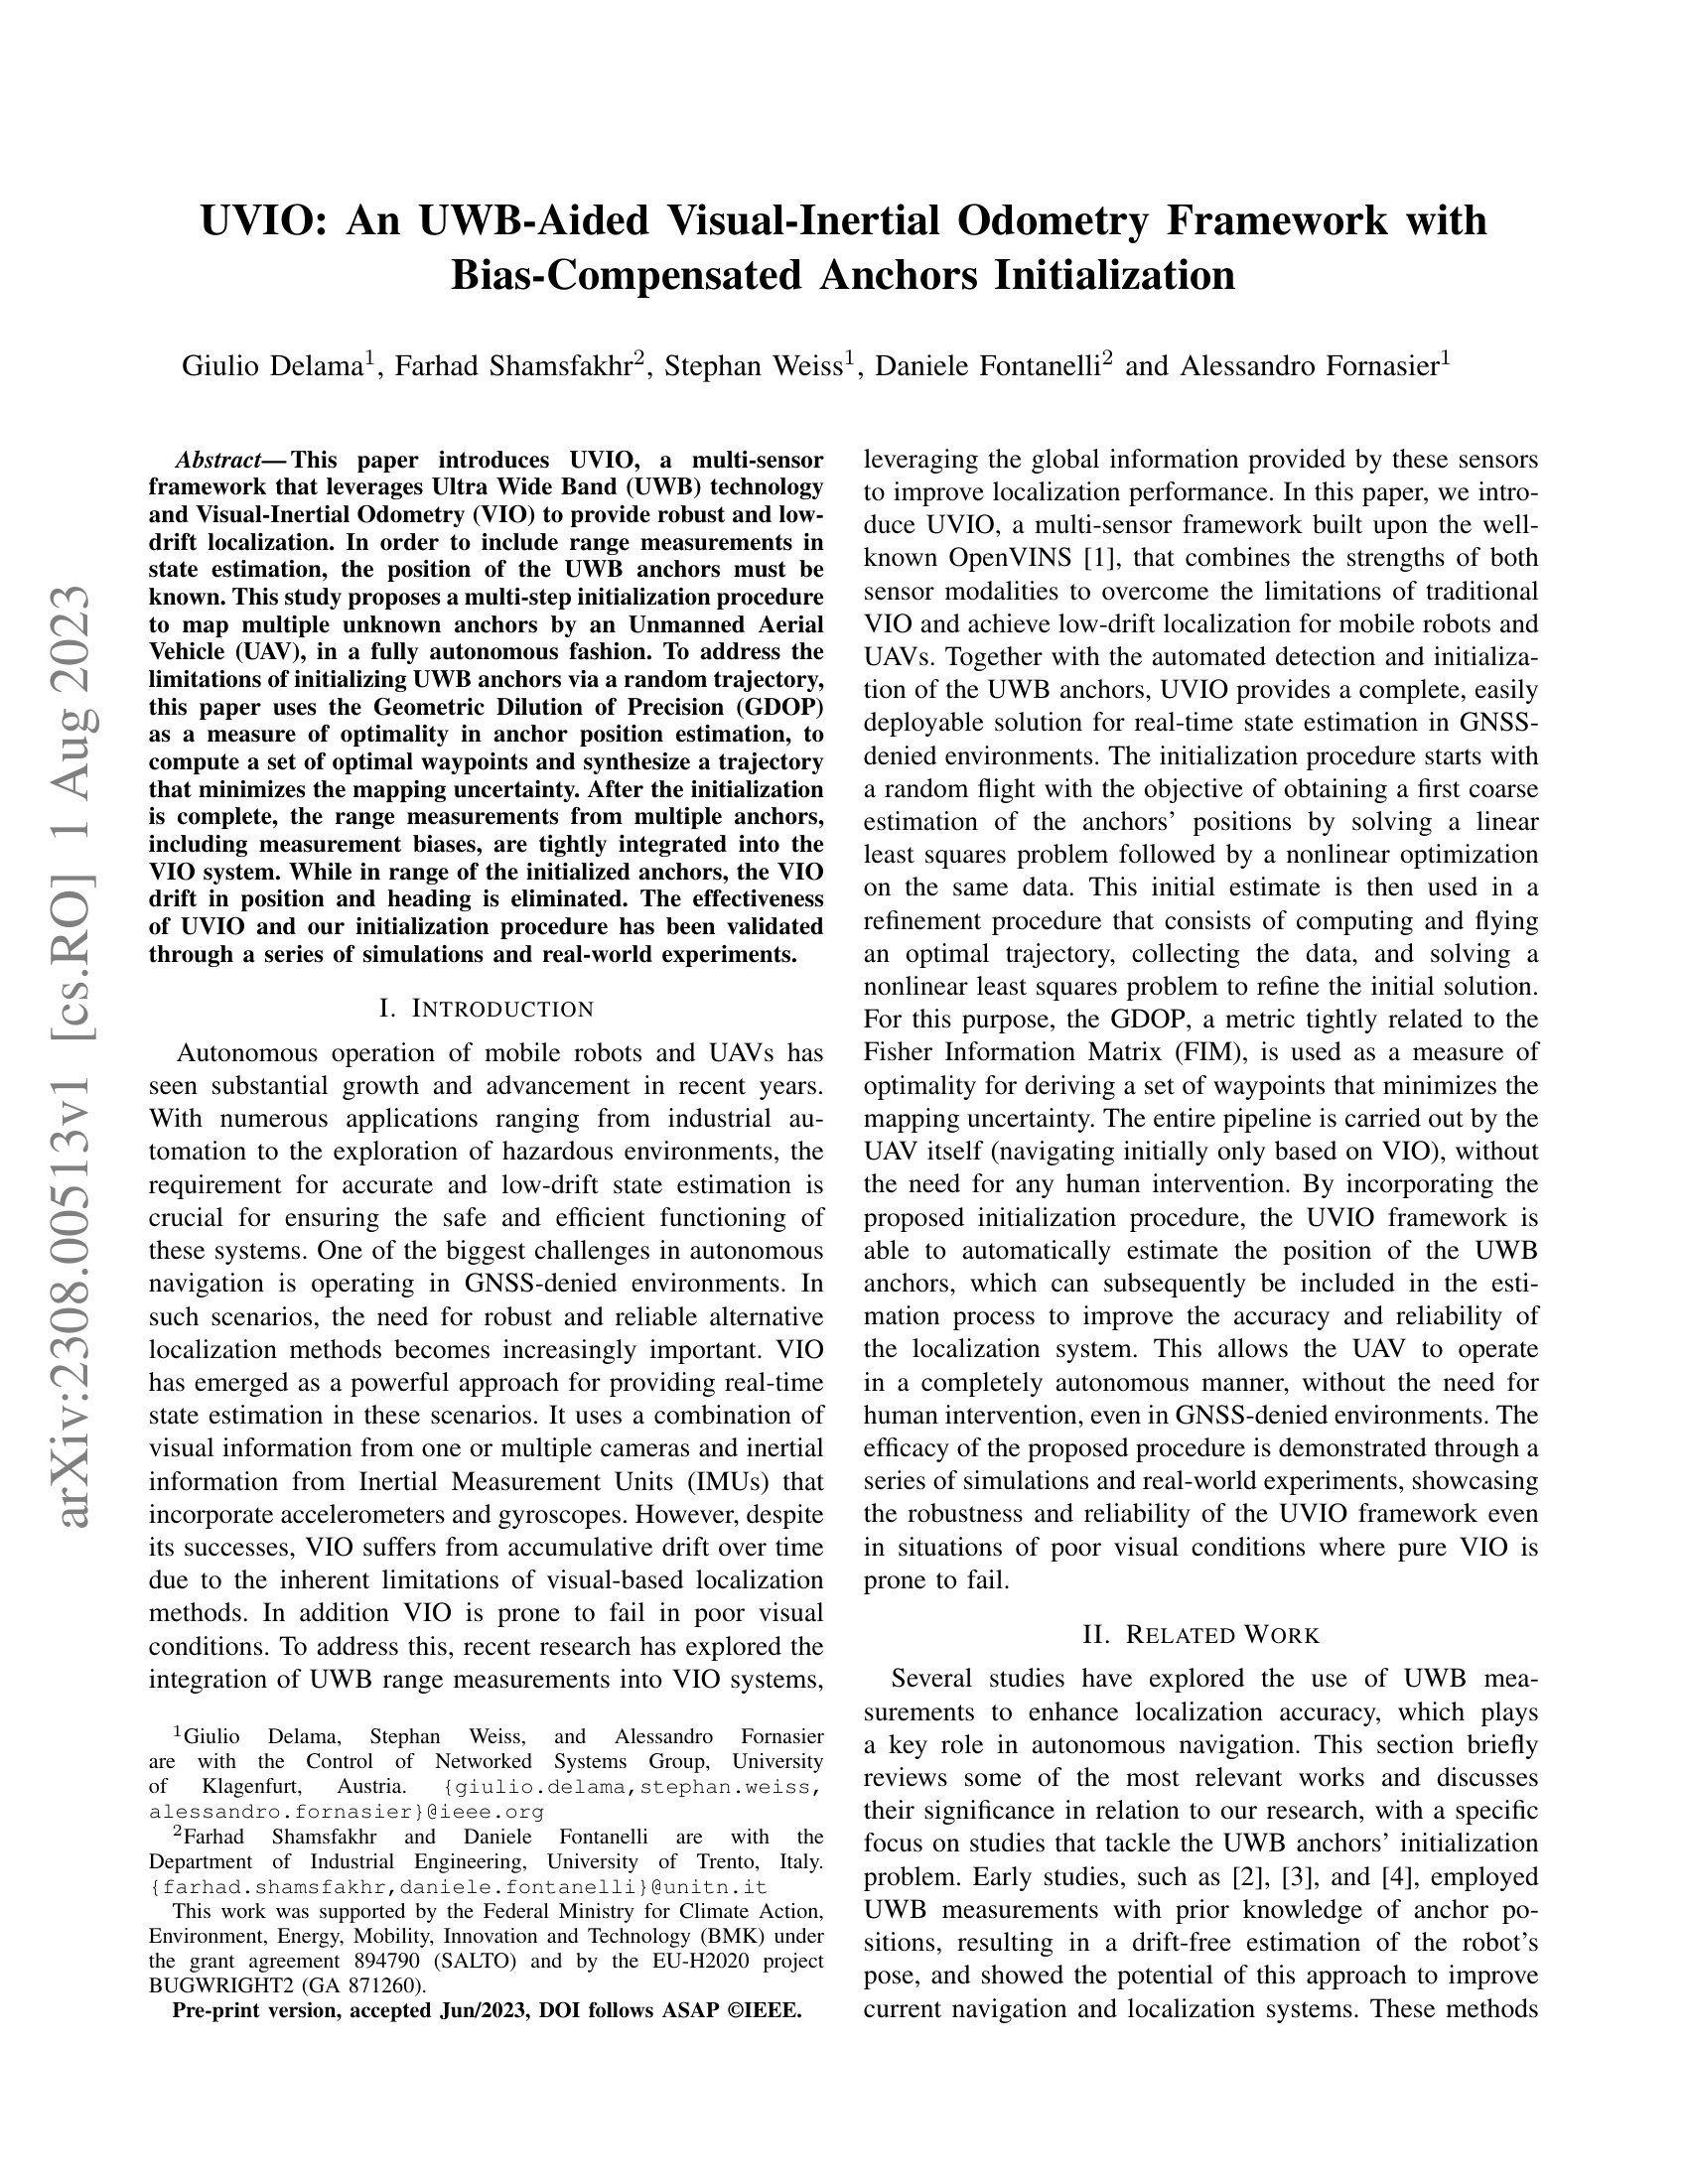 UVIO: An UWB-Aided Visual-Inertial Odometry Framework with
Bias-Compensated Anchors Initialization
Giulio Delama1, Farhad Shamsfakhr2, Stephan Weiss1, Daniele Fontanelli2 and Alessandro Fornasier1
arXiv:2308.00513v1 [cs.RO] 1 Aug 2023
Abstract— This paper introduces UVIO, a multi-sensor
framework that leverages Ultra Wide Band (UWB) technology
and Visual-Inertial Odometry (VIO) to provide robust and low-
drift localization. In order to include range measurements in
state estimation, the position of the UWB anchors must be
known. This study proposes a multi-step initialization procedure
to map multiple unknown anchors by an Unmanned Aerial
Vehicle (UAV), in a fully autonomous fashion. To address the
limitations of initializing UWB anchors via a random trajectory,
this paper uses the Geometric Dilution of Precision (GDOP)
as a measure of optimality in anchor position estimation, to
compute a set of optimal waypoints and synthesize a trajectory
that minimizes the mapping uncertainty. After the initialization
is complete, the range measurements from multiple anchors,
including measurement biases, are tightly integrated into the
VIO system. While in range of the initialized anchors, the VIO
drift in position and heading is eliminated. The effectiveness
of UVIO and our initialization procedure has been validated
through a series of simulations and real-world experiments.
I. INTRODUCTION
Autonomous operation of mobile robots and UAVs has
seen substantial growth and advancement in recent years.
With numerous applications ranging from industrial au-
tomation to the exploration of hazardous environments, the
requirement for accurate and low-drift state estimation is
crucial for ensuring the safe and efficient functioning of
these systems. One of the biggest challenges in autonomous
navigation is operating in GNSS-denied environments. In
such scenarios, the need for robust and reliable alternative
localization methods becomes increasingly important. VIO
has emerged as a powerful approach for providing real-time
state estimation in these scenarios. It uses a combination of
visual information from one or multiple cameras and inertial
information from Inertial Measurement Units (IMUs) that
incorporate accelerometers and gyroscopes. However, despite
its successes, VIO suffers from accumulative drift over time
due to the inherent limitations of visual-based localization
methods. In addition VIO is prone to fail in poor visual
conditions. To address this, recent research has explored the
integration of UWB range measurements into VIO systems,
1Giulio Delama, Stephan Weiss, and Alessandro Fornasier
are with the Control of Networked Systems Group, University
of Klagenfurt, Austria. {giulio.delama,stephan.weiss,
alessandro.fornasier}@ieee.org
2Farhad Shamsfakhr and Daniele Fontanelli are with the
Department of Industrial Engineering, University of Trento, Italy.
{farhad.shamsfakhr,daniele.fontanelli}@unitn.it
This work was supported by the Federal Ministry for Climate Action,
Environment, Energy, Mobility, Innovation and Technology (BMK) under
the grant agreement 894790 (SALTO) and by the EU-H2020 project
BUGWRIGHT2 (GA 871260).
Pre-print version, accepted Jun/2023, DOI follows ASAP ©IEEE.
leveraging the global information provided by these sensors
to improve localization performance. In this paper, we intro-
duce UVIO, a multi-sensor framework built upon the well-
known OpenVINS [1], that combines the strengths of both
sensor modalities to overcome the limitations of traditional
VIO and achieve low-drift localization for mobile robots and
UAVs. Together with the automated detection and initializa-
tion of the UWB anchors, UVIO provides a complete, easily
deployable solution for real-time state estimation in GNSS-
denied environments. The initialization procedure starts with
a random flight with the objective of obtaining a first coarse
estimation of the anchors' positions by solving a linear
least squares problem followed by a nonlinear optimization
on the same data. This initial estimate is then used in a
refinement procedure that consists of computing and flying
an optimal trajectory, collecting the data, and solving a
nonlinear least squares problem to refine the initial solution.
For this purpose, the GDOP, a metric tightly related to the
Fisher Information Matrix (FIM), is used as a measure of
optimality for deriving a set of waypoints that minimizes the
mapping uncertainty. The entire pipeline is carried out by the
UAV itself (navigating initially only based on VIO), without
the need for any human intervention. By incorporating the
proposed initialization procedure, the UVIO framework is
able to automatically estimate the position of the UWB
anchors, which can subsequently be included in the esti-
mation process to improve the accuracy and reliability of
the localization system. This allows the UAV to operate
in a completely autonomous manner, without the need for
human intervention, even in GNSS-denied environments. The
efficacy of the proposed procedure is demonstrated through a
series of simulations and real-world experiments, showcasing
the robustness and reliability of the UVIO framework even
in situations of poor visual conditions where pure VIO is
prone to fail.
II. RELATED WORK
Several studies have explored the use of UWB mea-
surements to enhance localization accuracy, which plays
a key role in autonomous navigation. This section briefly
reviews some of the most relevant works and discusses
their significance in relation to our research, with a specific
focus on studies that tackle the UWB anchors' initialization
problem. Early studies, such as [2], [3], and [4], employed
UWB measurements with prior knowledge of anchor po-
sitions, resulting in a drift-free estimation of the robot's
pose, and showed the potential of this approach to improve
current navigation and localization systems. These methods